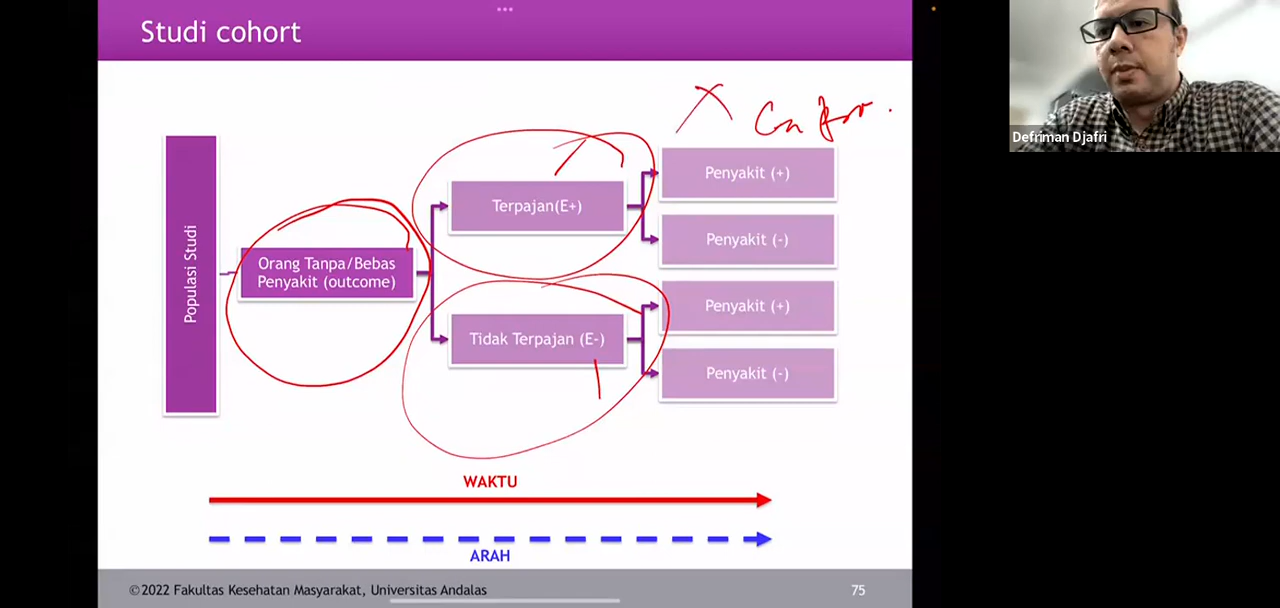 Studi cohort
Defriman Djafri
Populasi Studi
Orang Tanpa/Bebas
Penyakit (outcome)
Terpajan(E+)
Tidak Terpajan (E-)
Penyakit (+)
Penyakit (-)
Penyakit (+)
Penyakit (-)
WAKTU
ARAH
©2022 Fakultas Kesehatan Masyarakat, Universitas Andalas
75